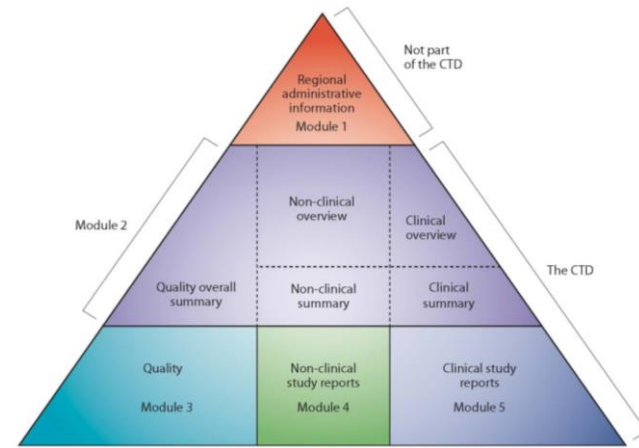 Not part
of the CTD
Regional
administrative
information
Module 1
Module 2
Non-clinical
overview
Clinical
overview
The CTD
Quality overall
summary
Non-clinical
summary
Clinical
summary
Quality
Module 3
Non-clinical
study reports
Module 4
Clinical study
reports
Module 5